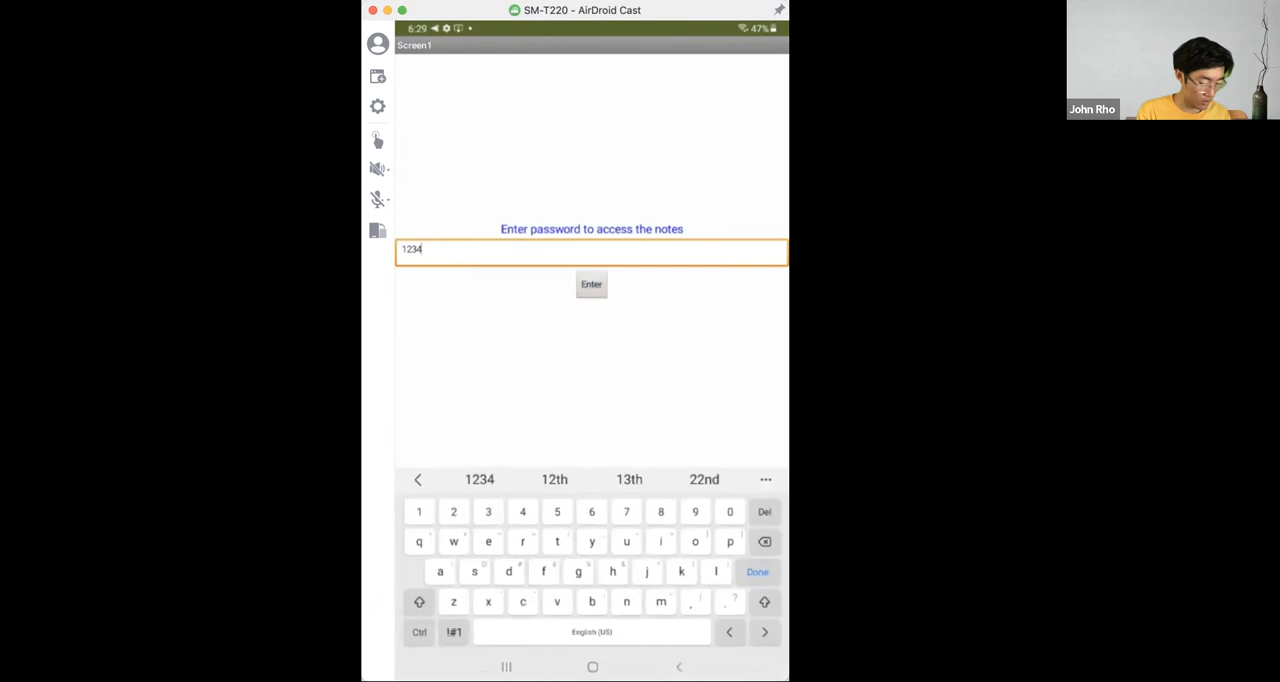 SM-T220 - AirDroid Cast
6:29
47%
Screen1
John Rho
Enter password to access the notes
1234
Enter
1234 12th 13th 22nd ...
1 2 3 4 5 6 7 8 9 0 Del
q w e r t y u i o p
a s d f g h j k l Done
z x c v b n m , ! . ?
Ctrl !#1 English (US) < >